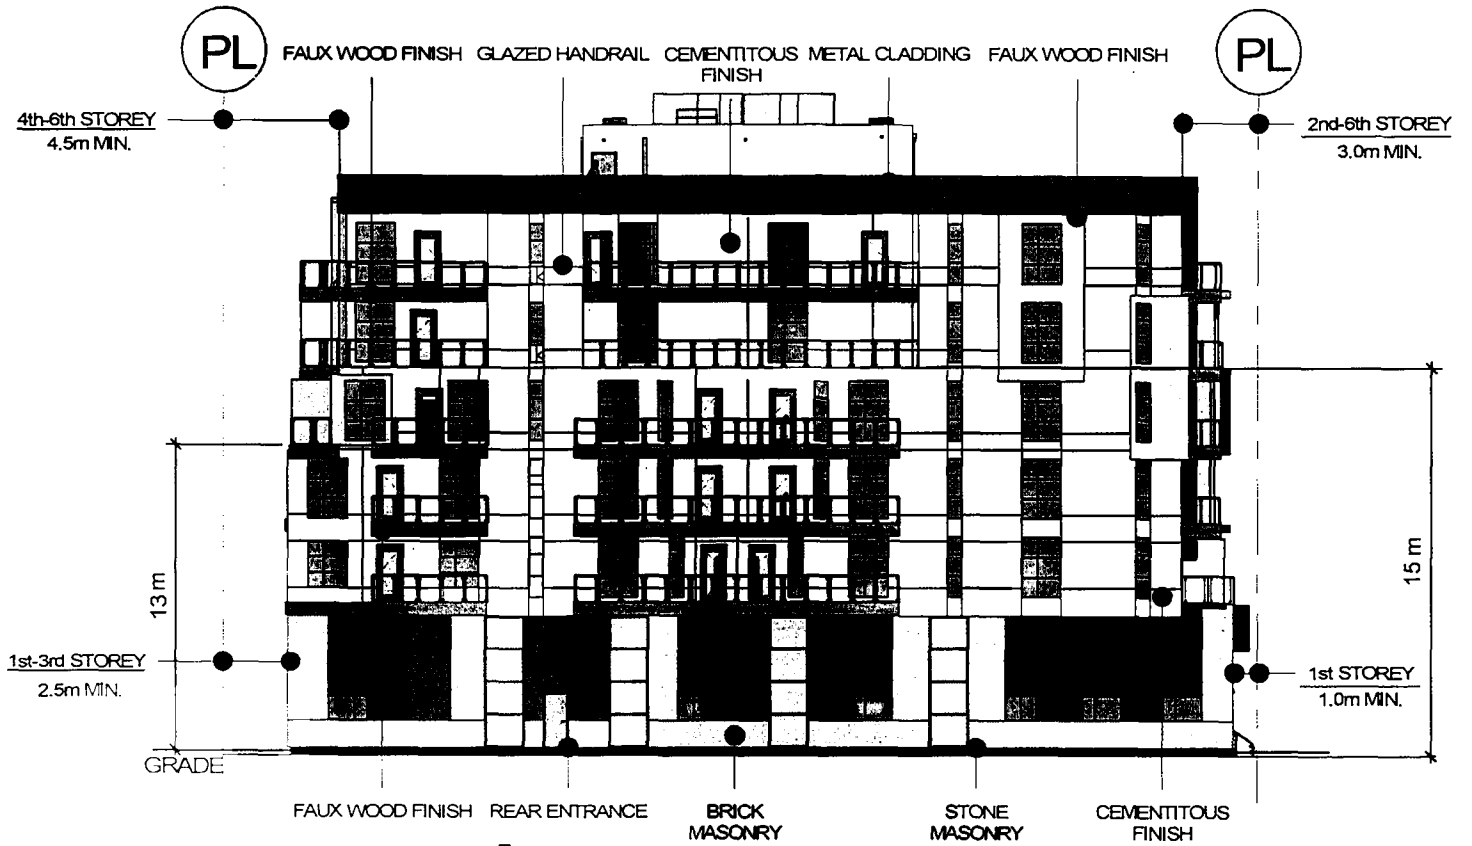 PL
PL
FAUX WOOD FINISH GLAZED HANDRAIL CEMENTITOUS METAL CLADDING FAUX WOOD FINISH
FINISH
4th-6th STOREY
4.5m MIN.
2nd-6th STOREY
3.0m MIN.
13 m
15 m
1st-3rd STOREY
2.5m MIN.
1st STOREY
1.0m MIN.
GRADE
FAUX WOOD FINISH REAR ENTRANCE BRICK STONE CEMENTITOUS
MASONRY MASONRY FINISH